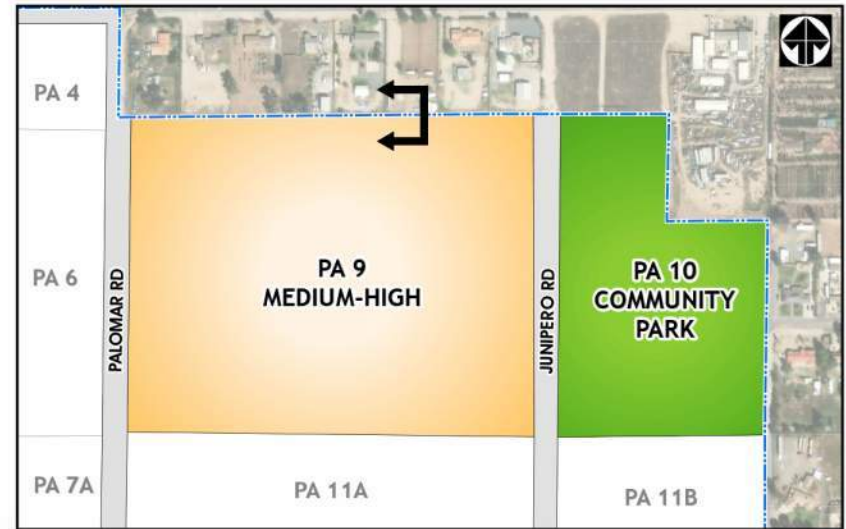 PA 4
PA 6
PALOMAR RD
PA 9
MEDIUM-HIGH
JUNIPERO RD
PA 10
COMMUNITY
PARK
PA 7A
PA 11A
PA 11B